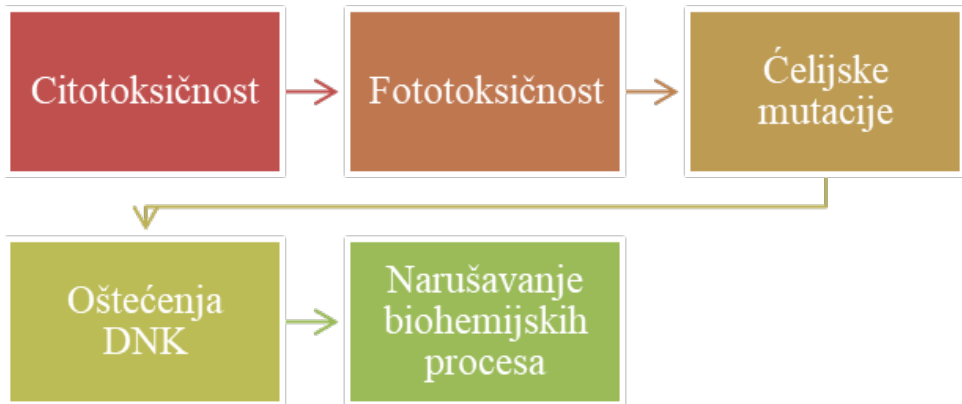 Citotoksičnost
Fototoksičnost
Ćelijske
mutacije
Oštećenja
DNK
Narušavanje
biohemijskih
procesa